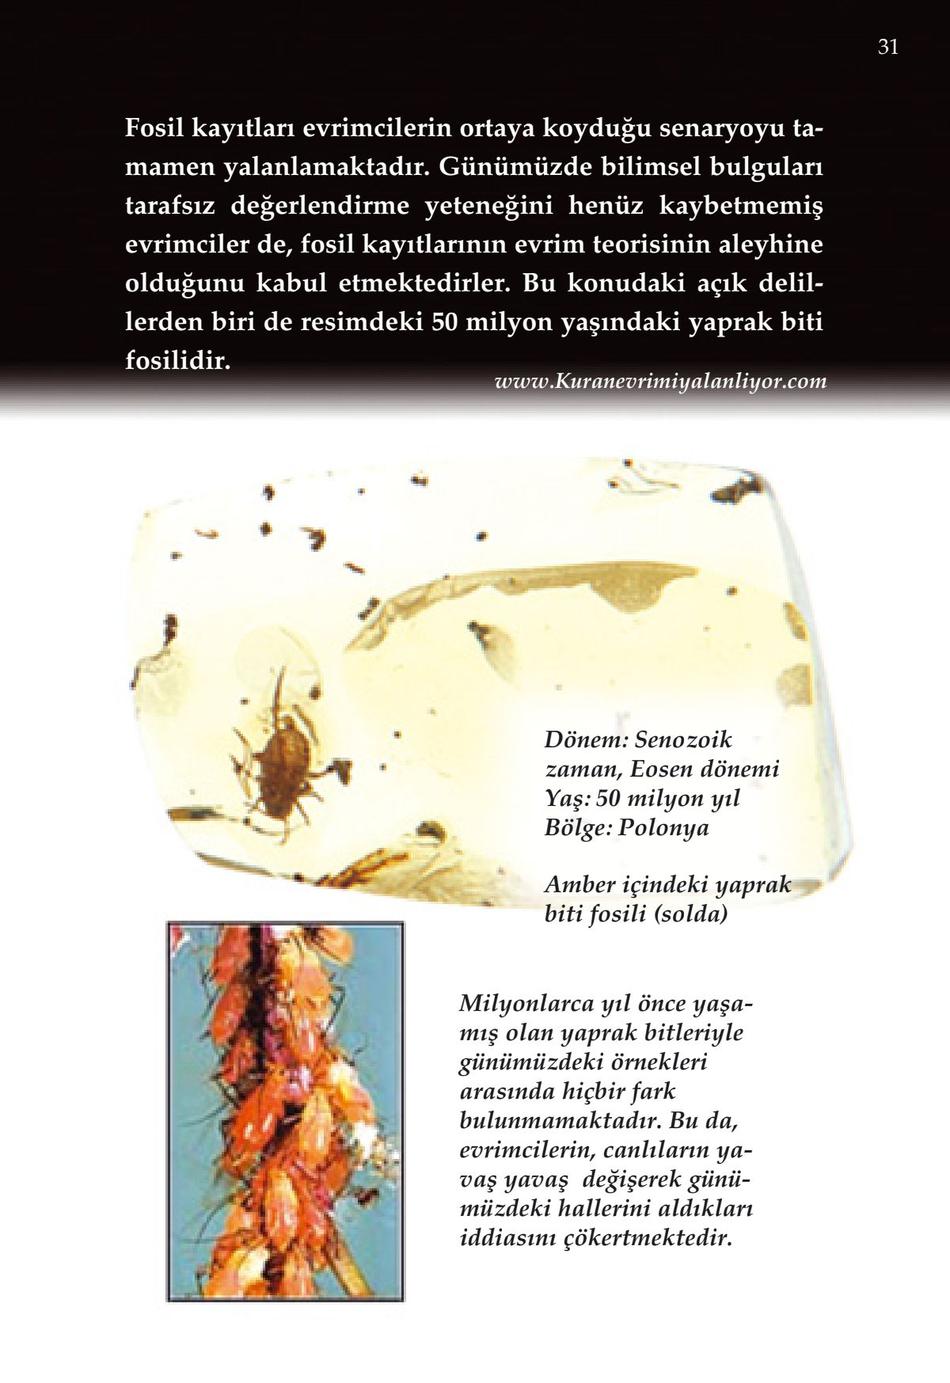 31
Fosil kayıtları evrimcilerin ortaya koyduğu senaryoyu ta-
mamen yalanlamaktadır. Günümüzde bilimsel bulguları
tarafsız değerlendirme yeteneğini henüz kaybetmemiş
evrimciler de, fosil kayıtlarının evrim teorisinin aleyhine
olduğunu kabul etmektedirler. Bu konudaki açık delil-
lerden biri de resimdeki 50 milyon yaşındaki yaprak biti
fosilidir.
www.Kuranevrimiyalanliyor.com
Dönem: Senozoik
zaman, Eosen dönemi
Yaş: 50 milyon yıl
Bölge: Polonya
Amber içindeki yaprak
biti fosili (solda)
Milyonlarca yıl önce yaşa-
mış olan yaprak bitleriyle
günümüzdeki örnekleri
arasında hiçbir fark
bulunmamaktadır. Bu da,
evrimcilerin, canlıların ya-
vaş yavaş değişerek günü-
müzdeki hallerini aldıkları
iddiasını çökertmektedir.